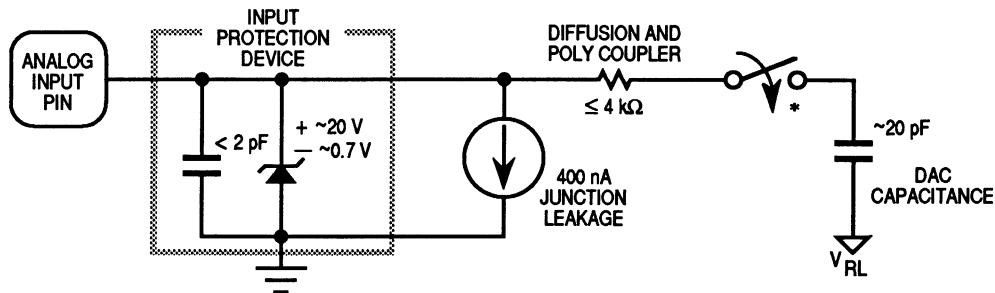 INPUT
PROTECTION
DEVICE
ANALOG
INPUT
PIN
< 2 pF
+ ~20 V
— ~0.7 V
DIFFUSION AND
POLY COUPLER
≤ 4 kΩ
*
400 nA
JUNCTION
LEAKAGE
~20 pF
DAC
CAPACITANCE
VRL